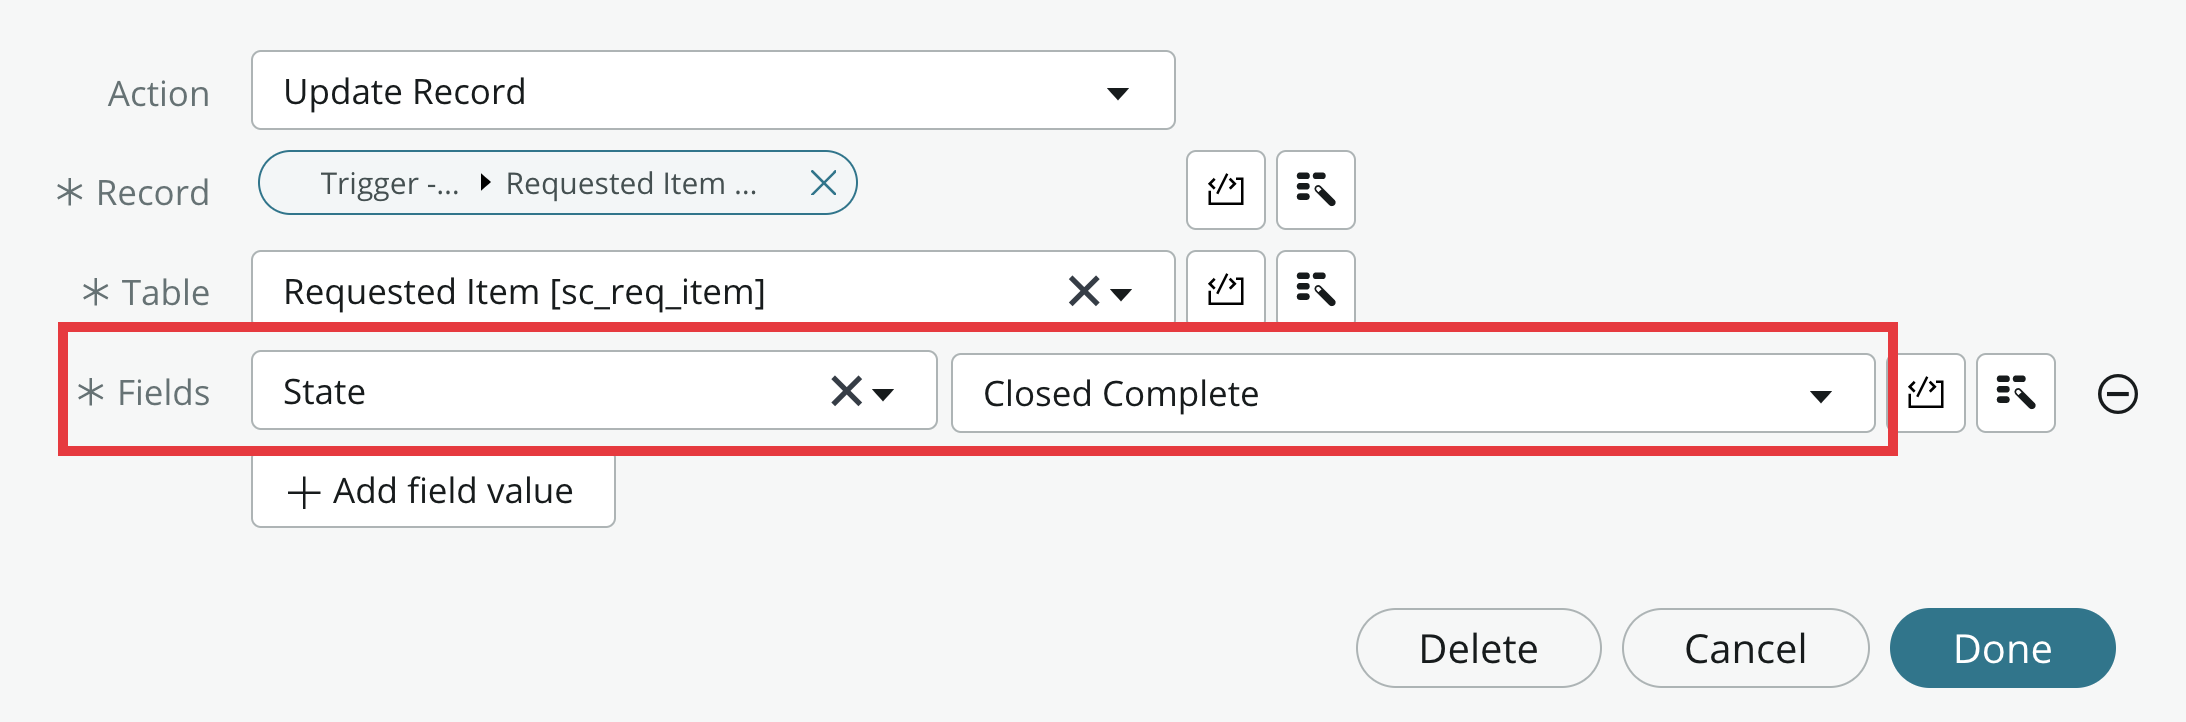 Action Update Record
* Record Trigger -... Requested Item ...
* Table Requested Item [sc_req_item]
* Fields State Closed Complete
+ Add field value
Delete Cancel Done